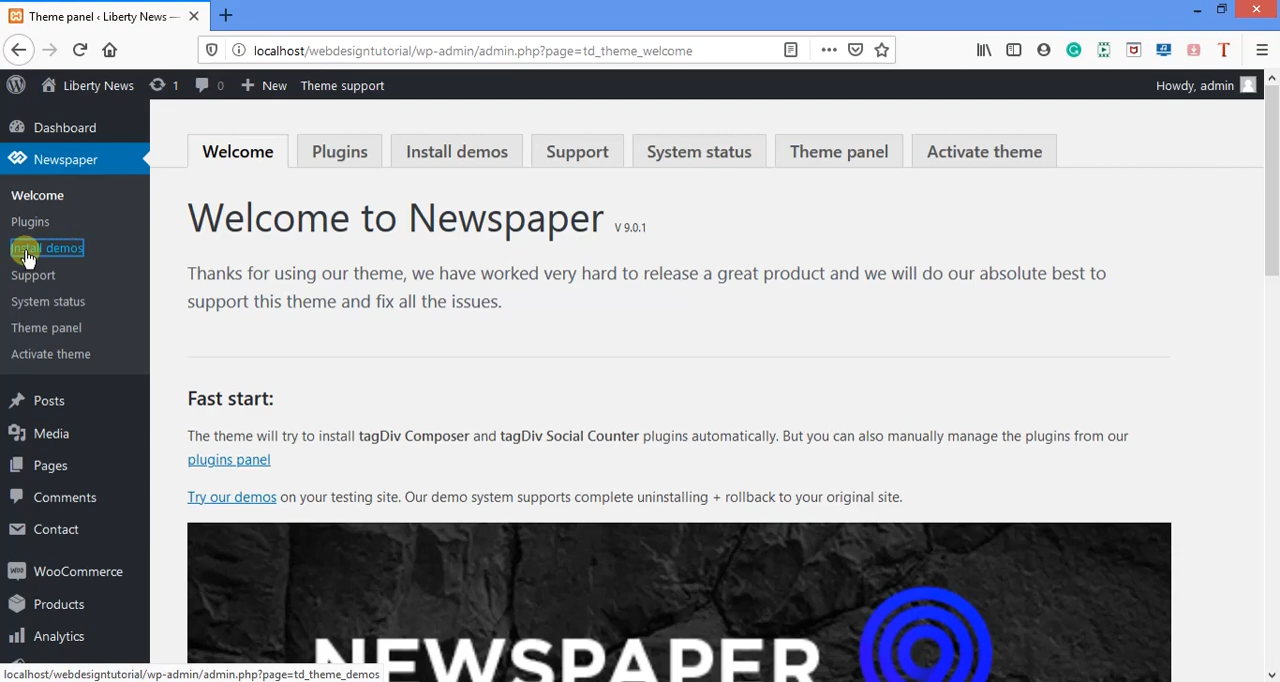 Theme panel ‹ Liberty News —
localhost/webdesigntutorial/wp-admin/admin.php?page=td_theme_welcome
Liberty News 1 0 New Theme support Howdy, admin
Dashboard
Newspaper
Welcome
Plugins
Install demos
Support
System status
Theme panel
Activate theme
Posts
Media
Pages
Comments
Contact
WooCommerce
Products
Analytics
Welcome Plugins Install demos Support System status Theme panel Activate theme
Welcome to Newspaper V 9.0.1
Thanks for using our theme, we have worked very hard to release a great product and we will do our absolute best to
support this theme and fix all the issues.
Fast start:
The theme will try to install tagDiv Composer and tagDiv Social Counter plugins automatically. But you can also manually manage the plugins from our
plugins panel
Try our demos on your testing site. Our demo system supports complete uninstalling + rollback to your original site.
NEWSPAPER
localhost/webdesigntutorial/wp-admin/admin.php?page=td_theme_demos